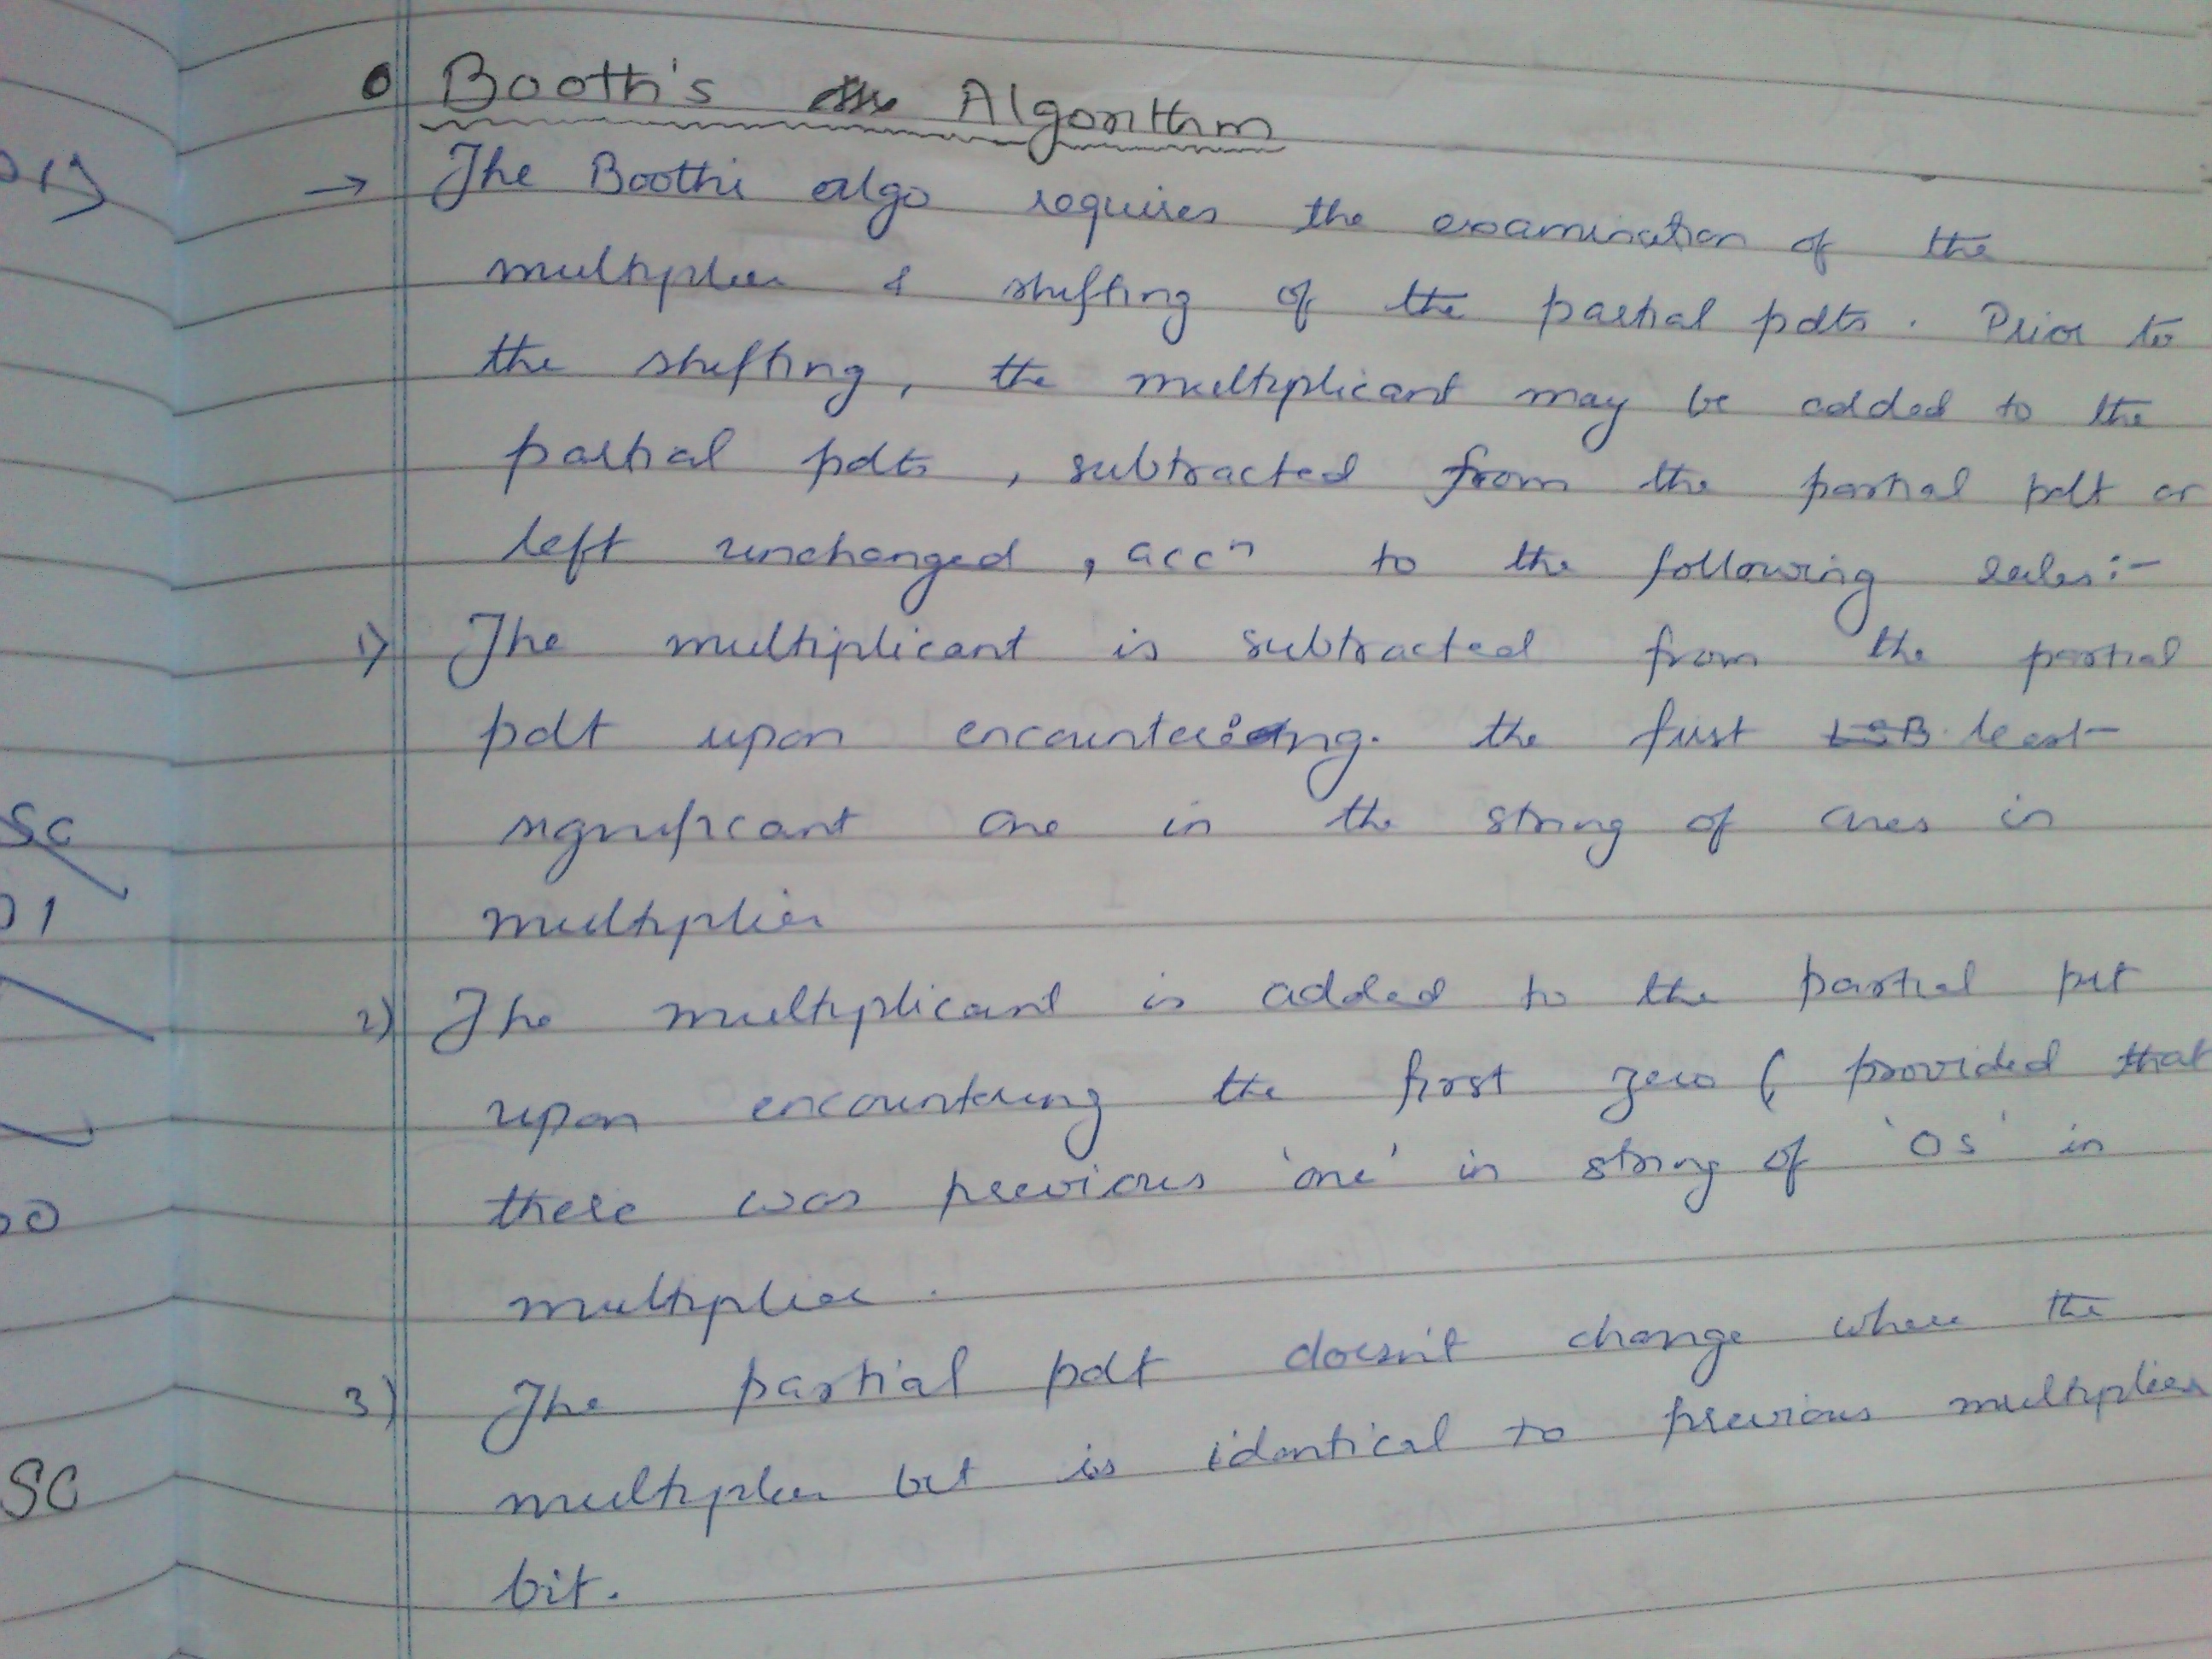 Booth's Algorithm
→ The Booths algo requires the examination of the
multiplier & shifting of the partial pdts. Prior to
the shifting, the multiplicant may be added to the
partial pdts, subtracted from the partial pdt or
left unchanged, accⁿ to the following rules:-
1) The multiplicant is subtracted from the partial
pdt upon encountering the first LSB least-
significant one in the string of ones in
multiplier
2) The multiplicant is added to the partial pdt
upon encountering the first zero ( provided that
there was previous 'one' in string of '0s' in
multiplier.
3) The partial pdt doesn't change where the
multiplier bit is identical to previous multiplier
bit.
SC
01
SC